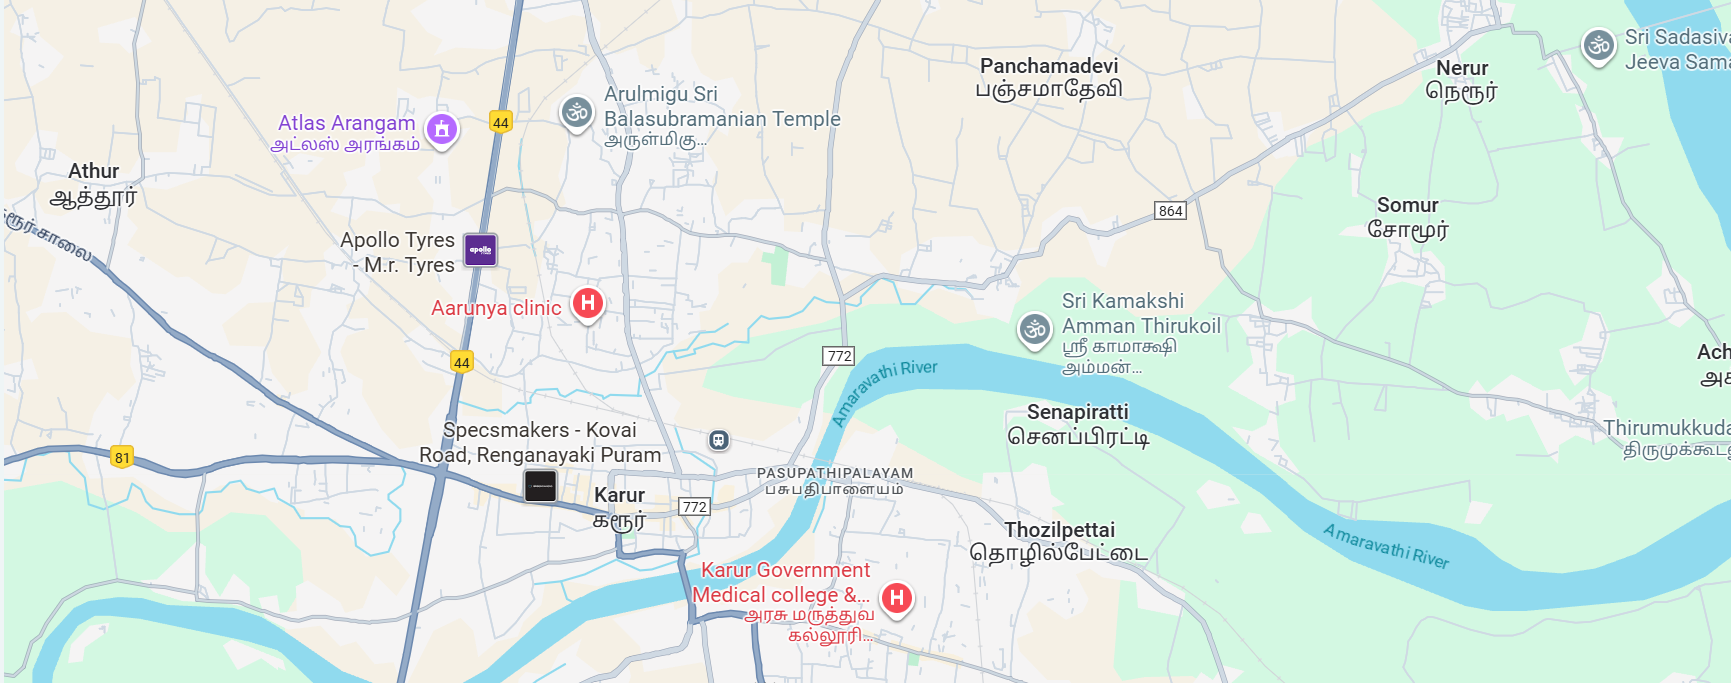 Panchamadevi
பஞ்சமாதேவி
Nerur
நெரூர்
Sri Sadasiva
Jeeva Sama
Arulmigu Sri
Balasubramanian Temple
அருள்மிகு...
44
Atlas Arangam
அட்லஸ் அரங்கம்
Athur
ஆத்தூர்
864
Somur
சோமூர்
சாலை
Apollo Tyres
- M.r. Tyres
apollo
Aarunya clinic
H
Sri Kamakshi
Amman Thirukoil
ஸ்ரீ காமாக்ஷி
அம்மன்...
44
772
Amaravathi River
Ach
அக
Senapiratti
செனப்பிரட்டி
Thirumukkuda
திருமுக்கூட
Specsmakers - Kovai
Road, Renganayaki Puram
81
PASUPATHIPALAYAM
பசுபதிபாளையம்
Karur
கரூர்
772
Thozilpettai
தொழில்பேட்டை
Amaravathi River
Karur Government
Medical college &...
அரசு மருத்துவ
கல்லூரி...
H